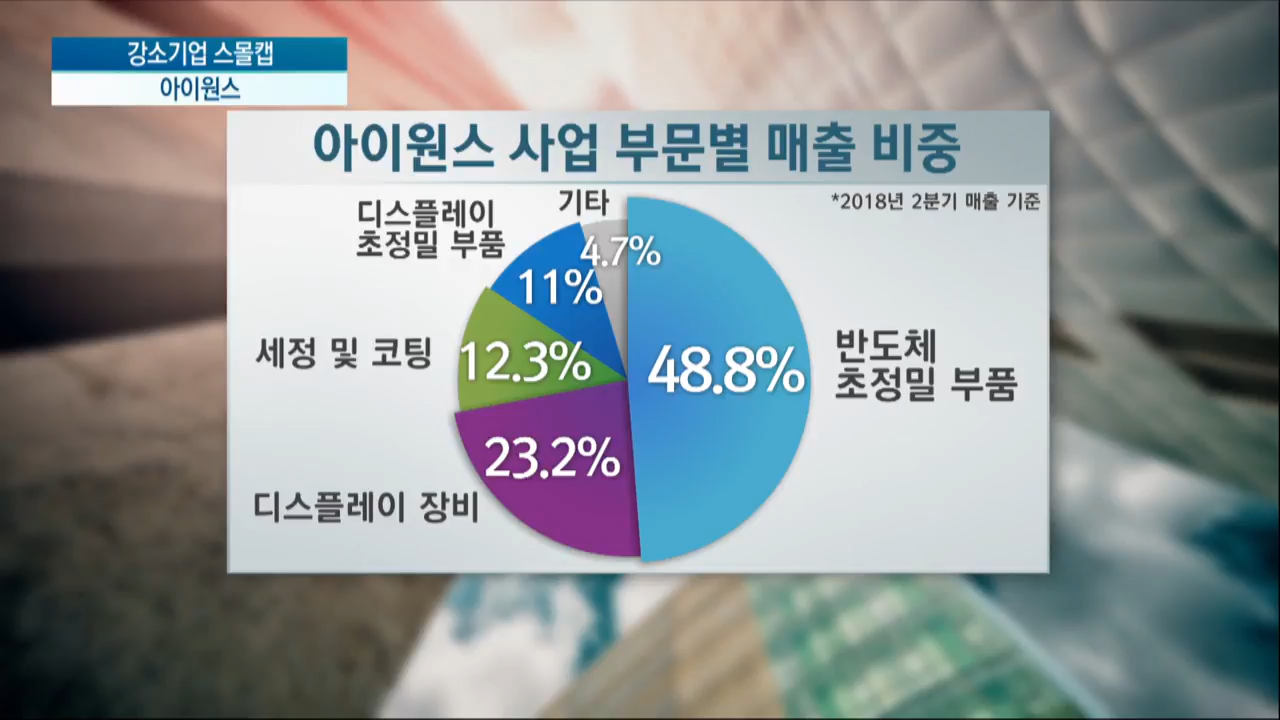 강소기업 스몰캡
아이원스
아이원스 사업 부문별 매출 비중
*2018년 2분기 매출 기준
기타
4.7%
디스플레이
초정밀 부품
11%
세정 및 코팅
12.3%
48.8%
반도체
초정밀 부품
23.2%
디스플레이 장비